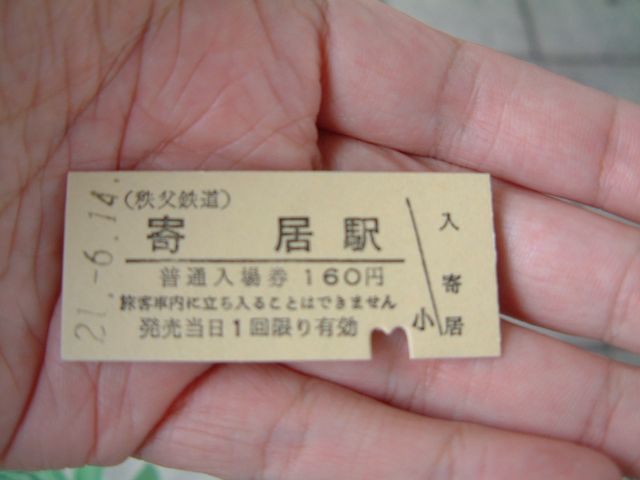 21.-6.14.
(秩父鉄道)
寄居駅
普通入場券 160円
旅客車内に立ち入ることはできません
発売当日1回限り有効
小
入
寄
居